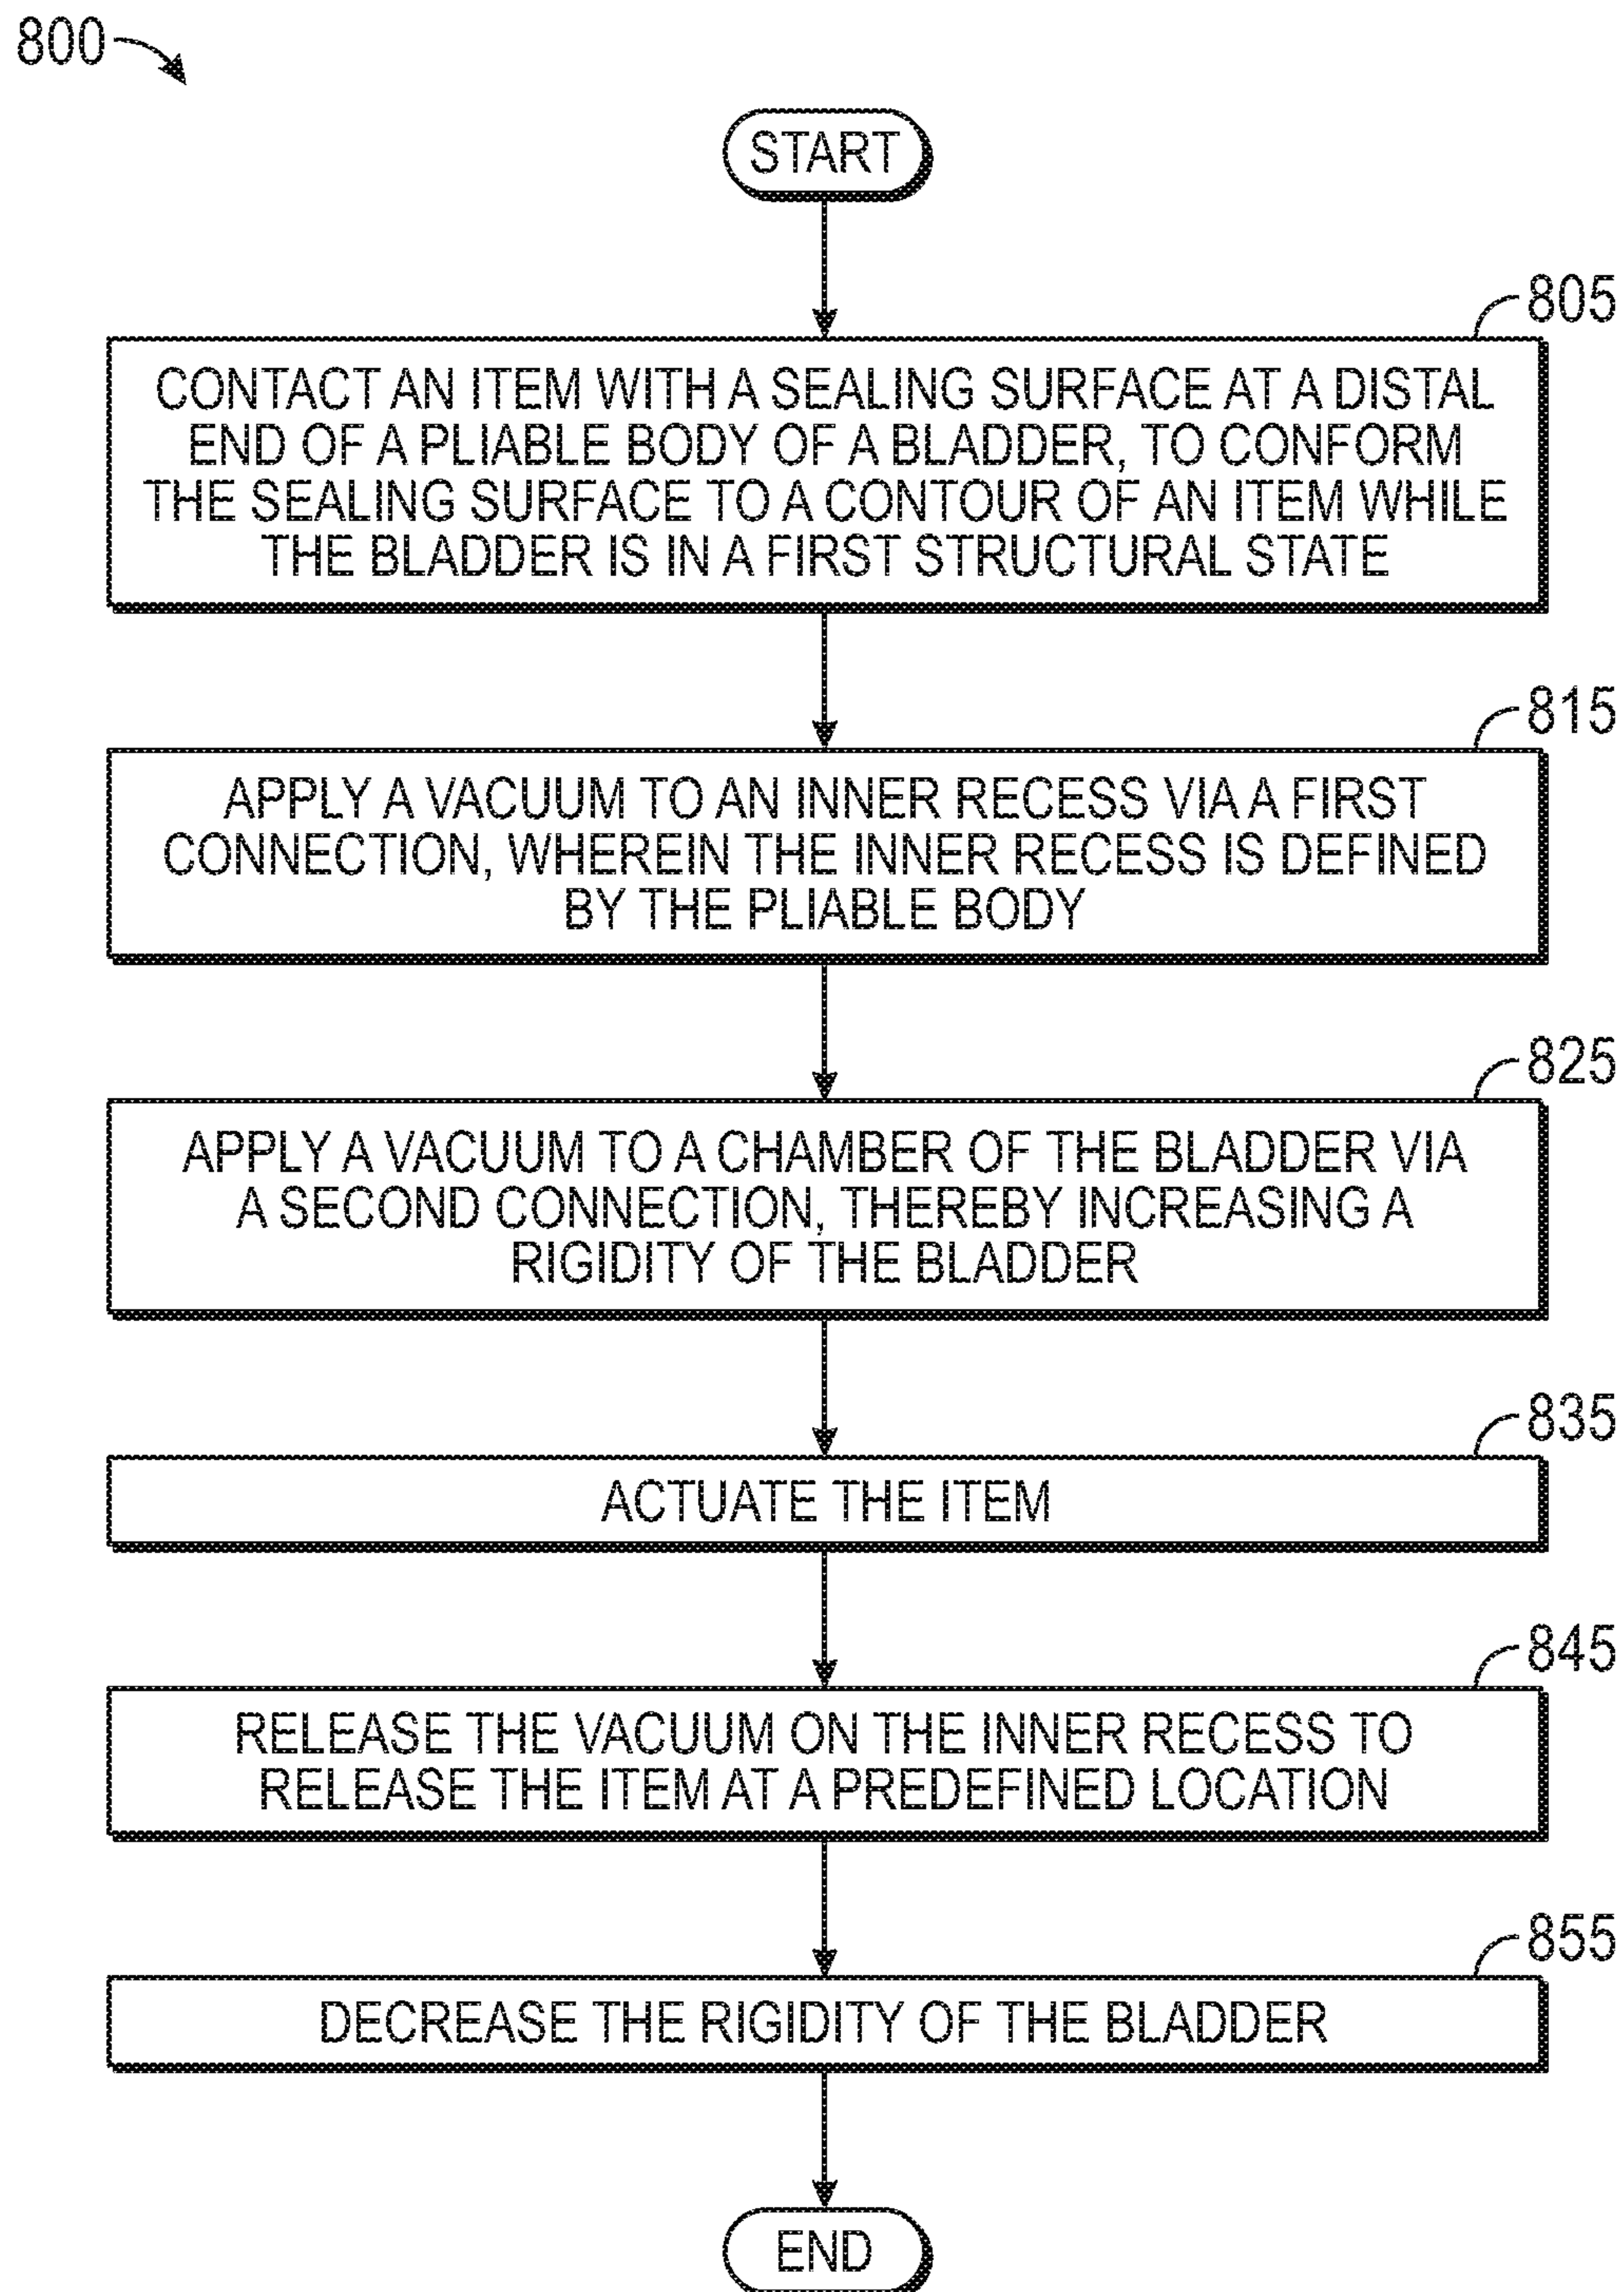 800
START
805
CONTACT AN ITEM WITH A SEALING SURFACE AT A DISTAL
END OF A PLIABLE BODY OF A BLADDER, TO CONFORM
THE SEALING SURFACE TO A CONTOUR OF AN ITEM WHILE
THE BLADDER IS IN A FIRST STRUCTURAL STATE
815
APPLY A VACUUM TO AN INNER RECESS VIA A FIRST
CONNECTION, WHEREIN THE INNER RECESS IS DEFINED
BY THE PLIABLE BODY
825
APPLY A VACUUM TO A CHAMBER OF THE BLADDER VIA
A SECOND CONNECTION, THEREBY INCREASING A
RIGIDITY OF THE BLADDER
835
ACTUATE THE ITEM
845
RELEASE THE VACUUM ON THE INNER RECESS TO
RELEASE THE ITEM AT A PREDEFINED LOCATION
855
DECREASE THE RIGIDITY OF THE BLADDER
END